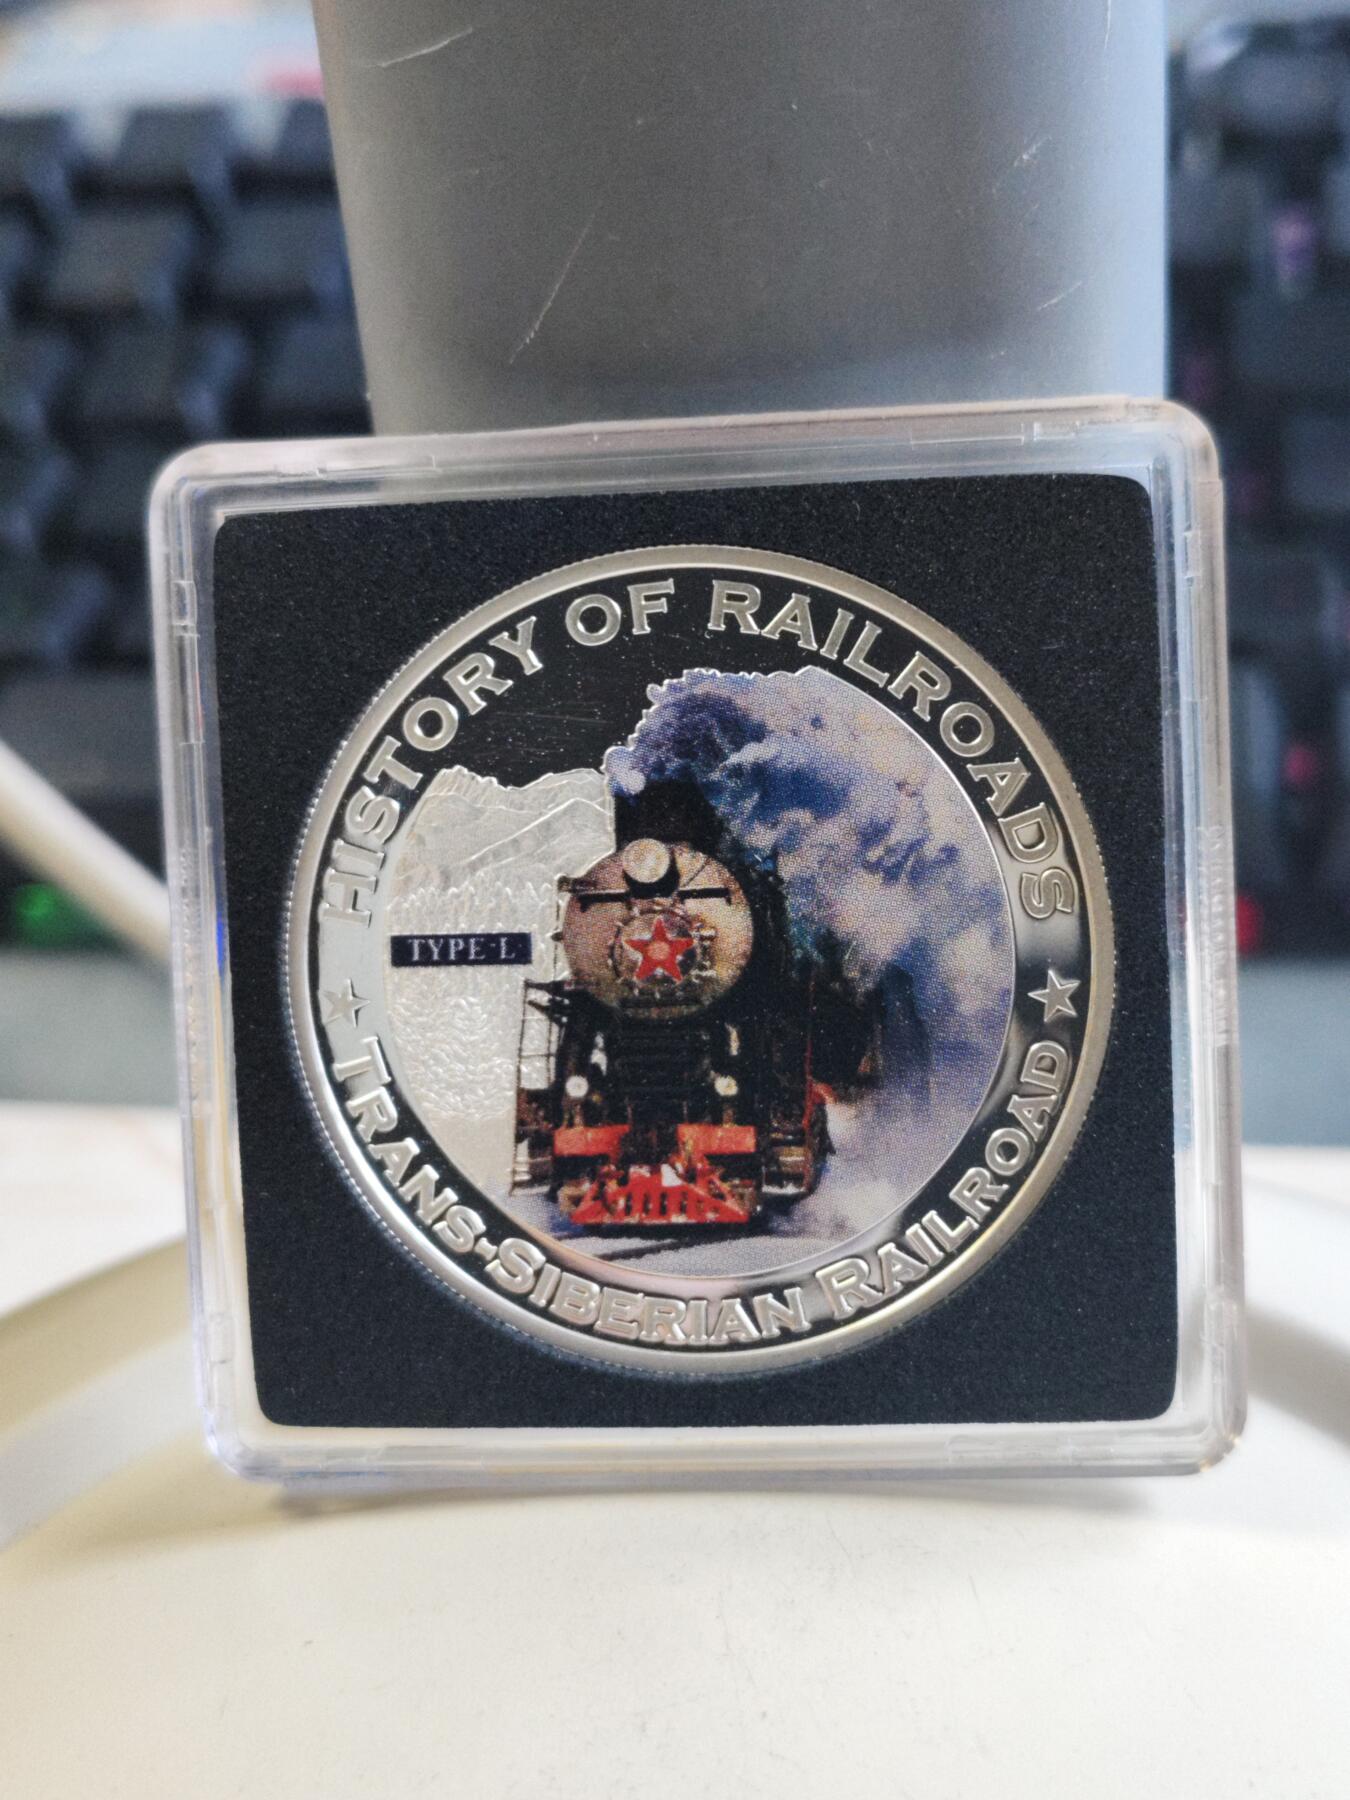 HISTORY OF RAILROADS
TYPE-L
TRANS-SIBERIAN RAILROAD